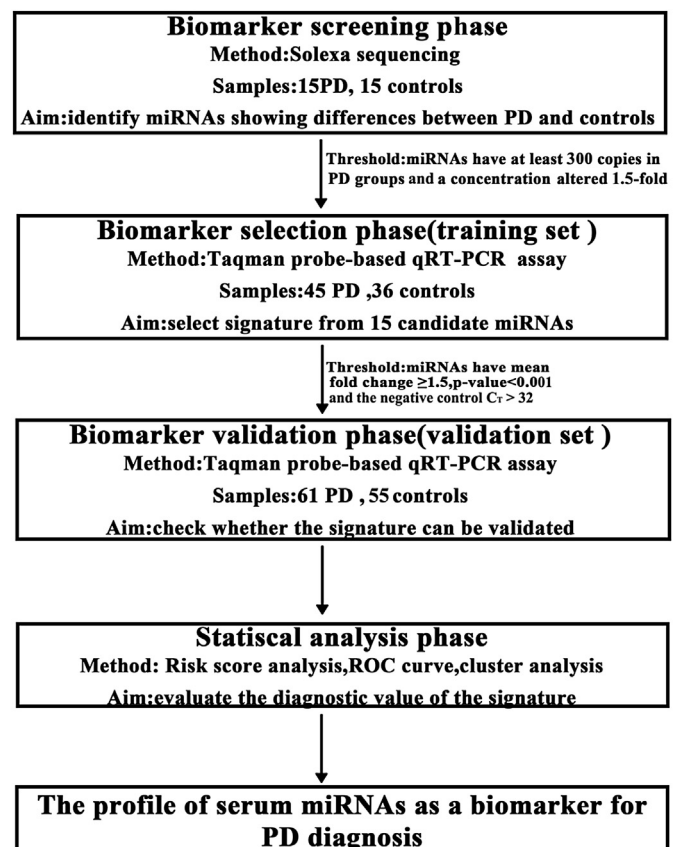 Biomarker screening phase
Method:Solexa sequencing
Samples:15PD, 15 controls
Aim:identify miRNAs showing differences between PD and controls
Threshold:miRNAs have at least 300 copies in
PD groups and a concentration altered 1.5-fold
Biomarker selection phase(training set )
Method:Taqman probe-based qRT-PCR assay
Samples:45 PD ,36 controls
Aim:select signature from 15 candidate miRNAs
Threshold:miRNAs have mean
fold change ≥1.5,p-value<0.001
and the negative control CT > 32
Biomarker validation phase(validation set )
Method:Taqman probe-based qRT-PCR assay
Samples:61 PD , 55 controls
Aim:check whether the signature can be validated
Statiscal analysis phase
Method: Risk score analysis,ROC curve,cluster analysis
Aim:evaluate the diagnostic value of the signature
The profile of serum miRNAs as a biomarker for
PD diagnosis